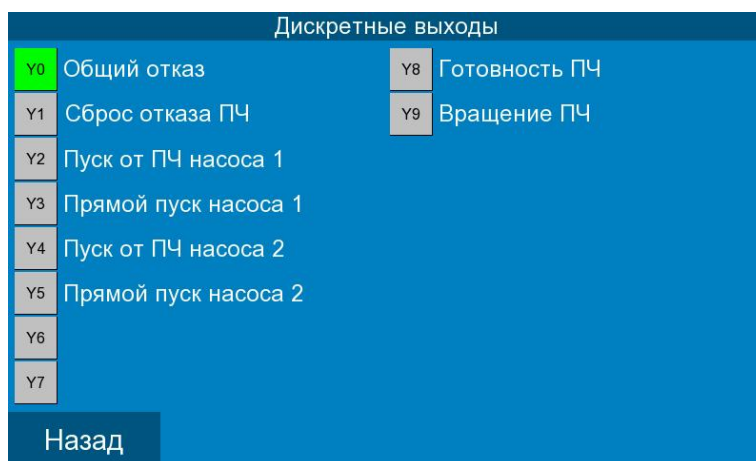 Дискретные выходы
Y0 Общий отказ
Y1 Сброс отказа ПЧ
Y2 Пуск от ПЧ насоса 1
Y3 Прямой пуск насоса 1
Y4 Пуск от ПЧ насоса 2
Y5 Прямой пуск насоса 2
Y6
Y7
Y8 Готовность ПЧ
Y9 Вращение ПЧ
Назад